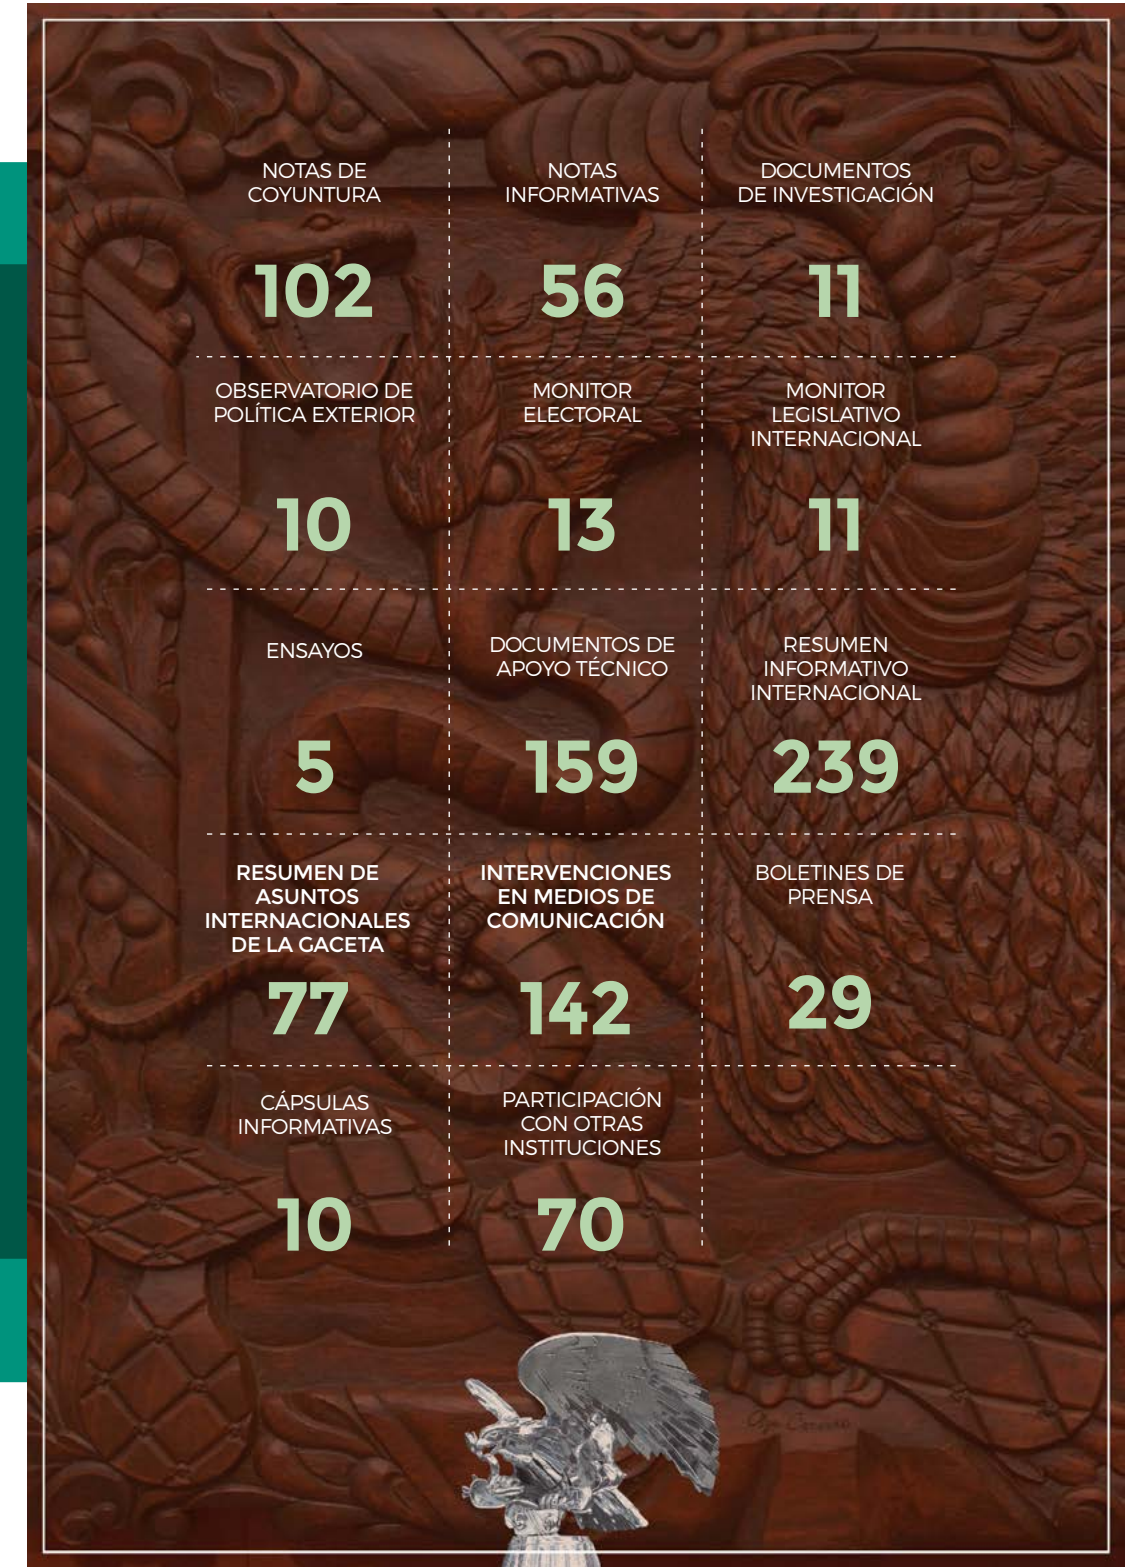 NOTAS DE
COYUNTURA
102
NOTAS
INFORMATIVAS
56
DOCUMENTOS
DE INVESTIGACIÓN
11
OBSERVATORIO DE
POLÍTICA EXTERIOR
10
MONITOR
ELECTORAL
13
MONITOR
LEGISLATIVO
INTERNACIONAL
11
ENSAYOS
5
DOCUMENTOS DE
APOYO TÉCNICO
159
RESUMEN
INFORMATIVO
INTERNACIONAL
239
RESUMEN DE
ASUNTOS
INTERNACIONALES
DE LA GACETA
77
INTERVENCIONES
EN MEDIOS DE
COMUNICACIÓN
142
BOLETINES DE
PRENSA
29
CÁPSULAS
INFORMATIVAS
10
PARTICIPACIÓN
CON OTRAS
INSTITUCIONES
70